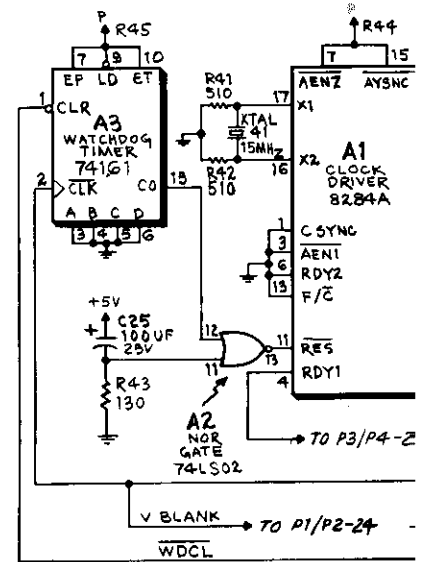 P
R45
7 9 10
EP LD ET
1
CLR
A3
WATCHDOG
TIMER
74161
2
CLK
CO
15
A B C D
3 4 5 6
+5V
+
C25
100UF
25V
R43
130
12
11
13
A2
NOR
GATE
74LS02
R44
7 15
AEN2 AYSNC
R41
510
17
X1
XTAL
41
15MHZ
X2
16
R42
510
A1
CLOCK
DRIVER
8284A
1
CSYNC
3
AEN1
6
RDY2
13
F/C
11
RES
RDY1
4
TO P3/P4-2
V BLANK
TO P1/P2-24
WDCL